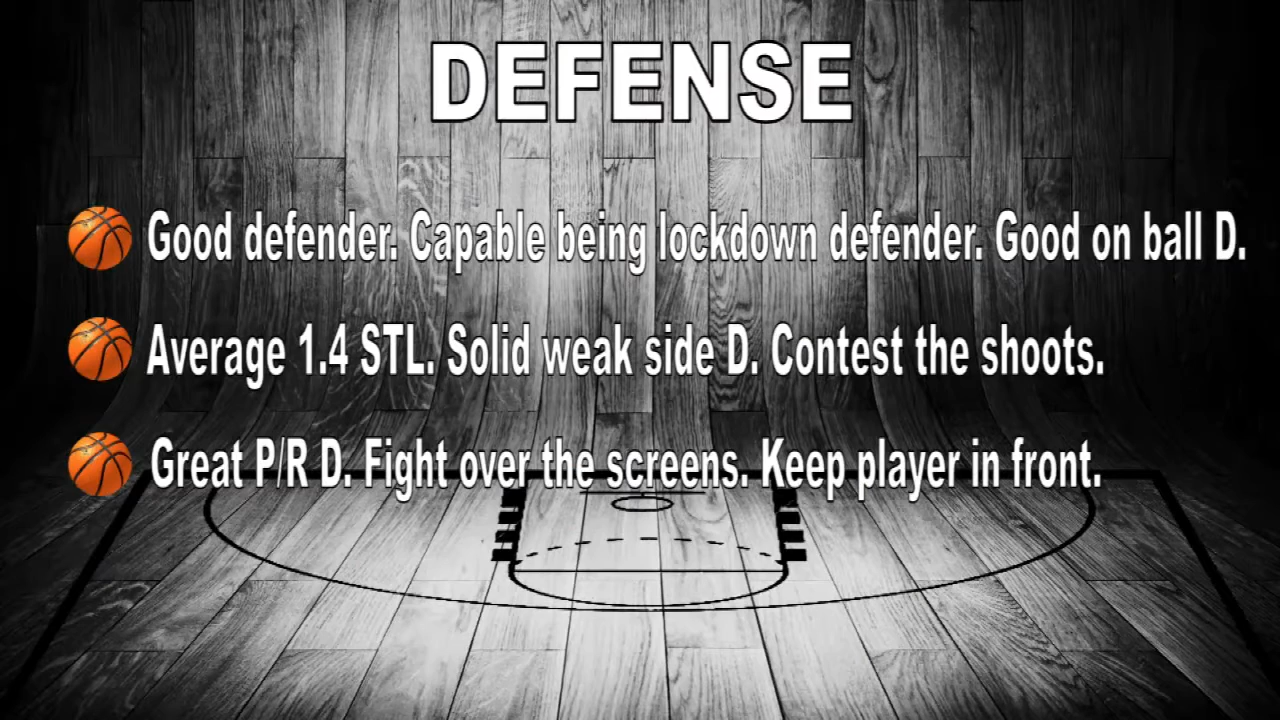 DEFENSE
Good defender. Capable being lockdown defender. Good on ball D.
Average 1.4 STL. Solid weak side D. Contest the shoots.
Great P/R D. Fight over the screens. Keep player in front.